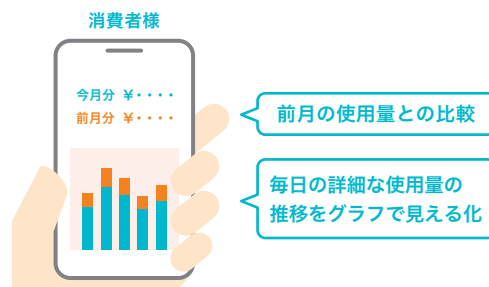 消費者様
今月分 ¥・・・・
前月分 ¥・・・・
前月の使用量との比較
毎日の詳細な使用量の
推移をグラフで見える化